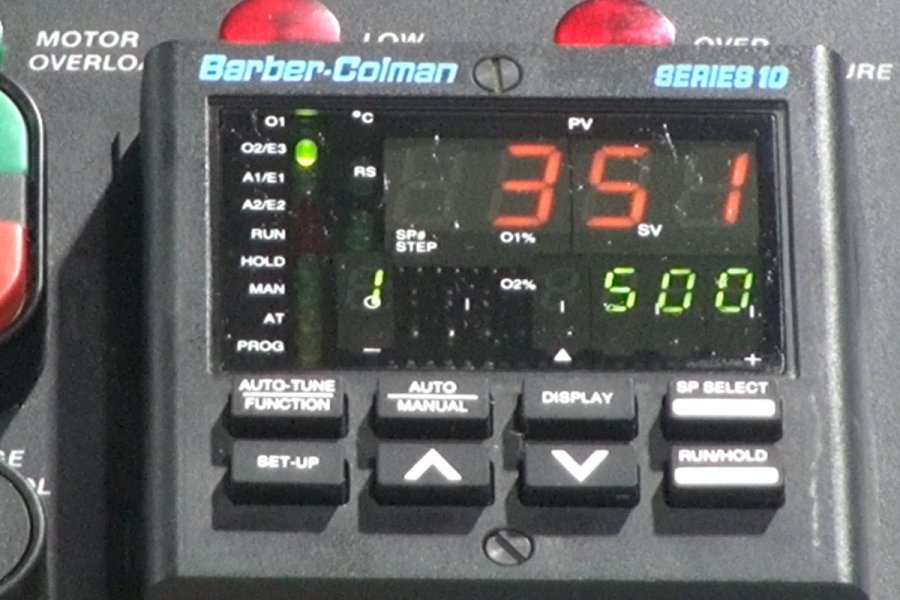 MOTOR
OVERLOA
LOW
OVER
URE
Barber-Colman
SERIES 10
O1
°C
PV
O2/E3
A1/E1
RS
351
A2/E2
RUN
SP#
STEP
O1%
SV
HOLD
MAN
1
O2%
500
AT
PROG
AUTO-TUNE
FUNCTION
AUTO
MANUAL
DISPLAY
SP SELECT
SET-UP
RUN/HOLD
GE
OL